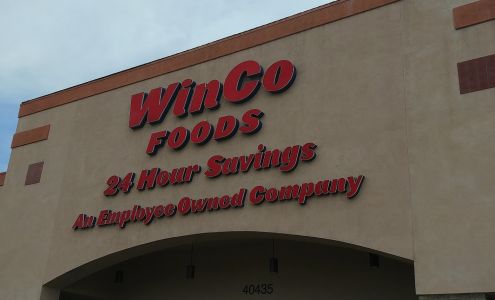 WinCo
FOODS
24 Hour Savings
An Employee Owned Company
40435